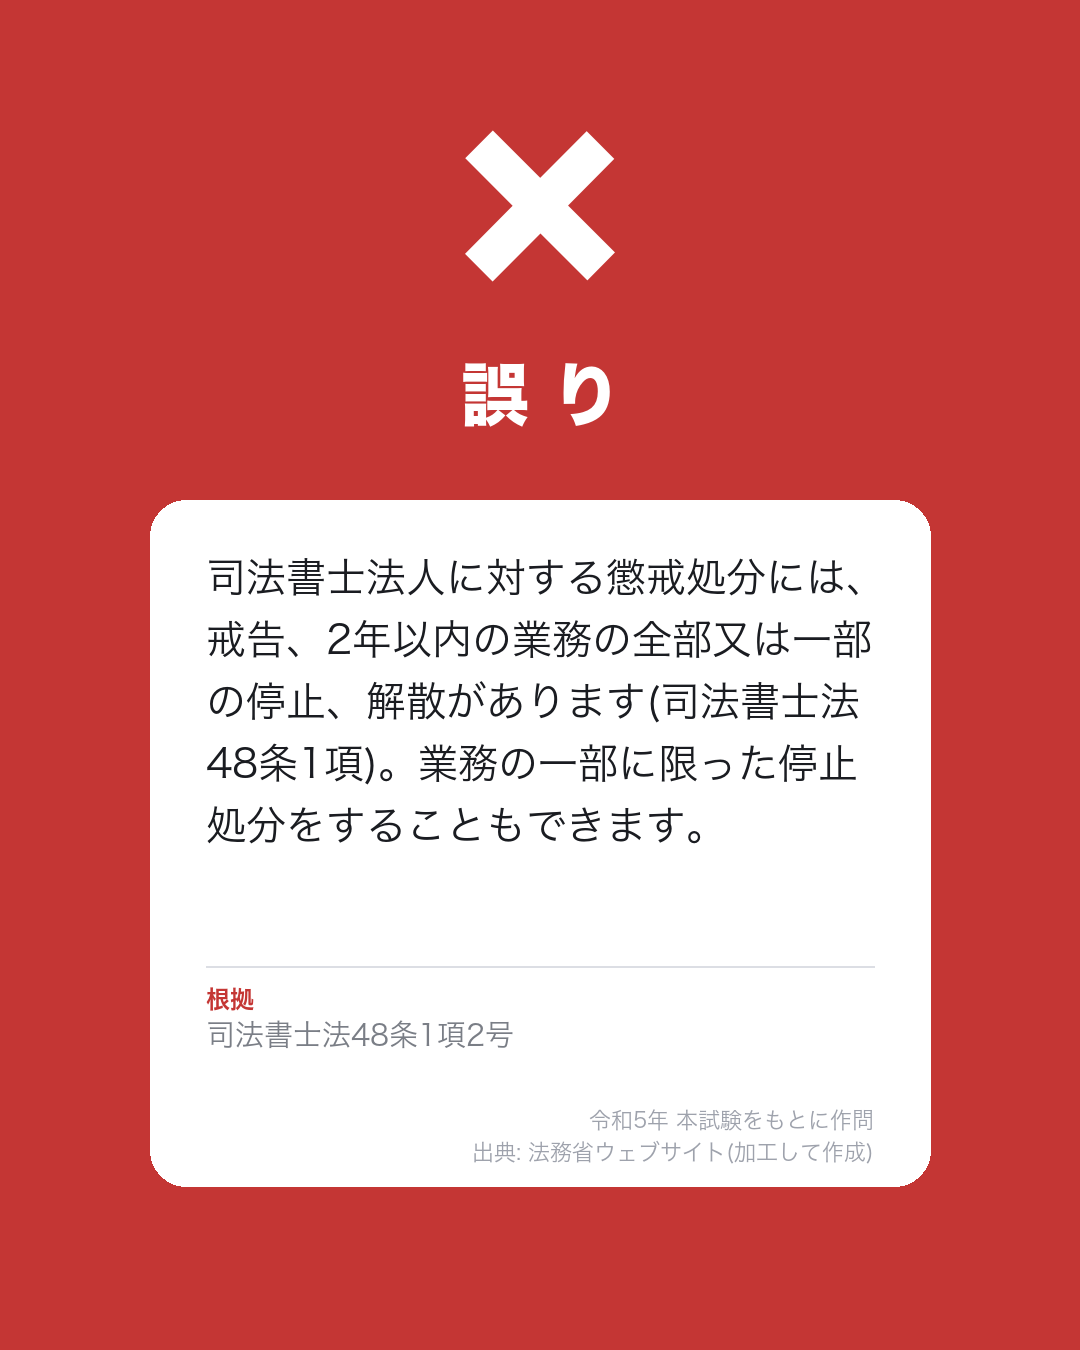 誤り
司法書士法人に対する懲戒処分には、
戒告、2年以内の業務の全部又は一部
の停止、解散があります(司法書士法
48条1項)。業務の一部に限った停止
処分をすることもできます。
根拠
司法書士法48条1項2号
令和5年 本試験をもとに作問
出典: 法務省ウェブサイト(加工して作成)